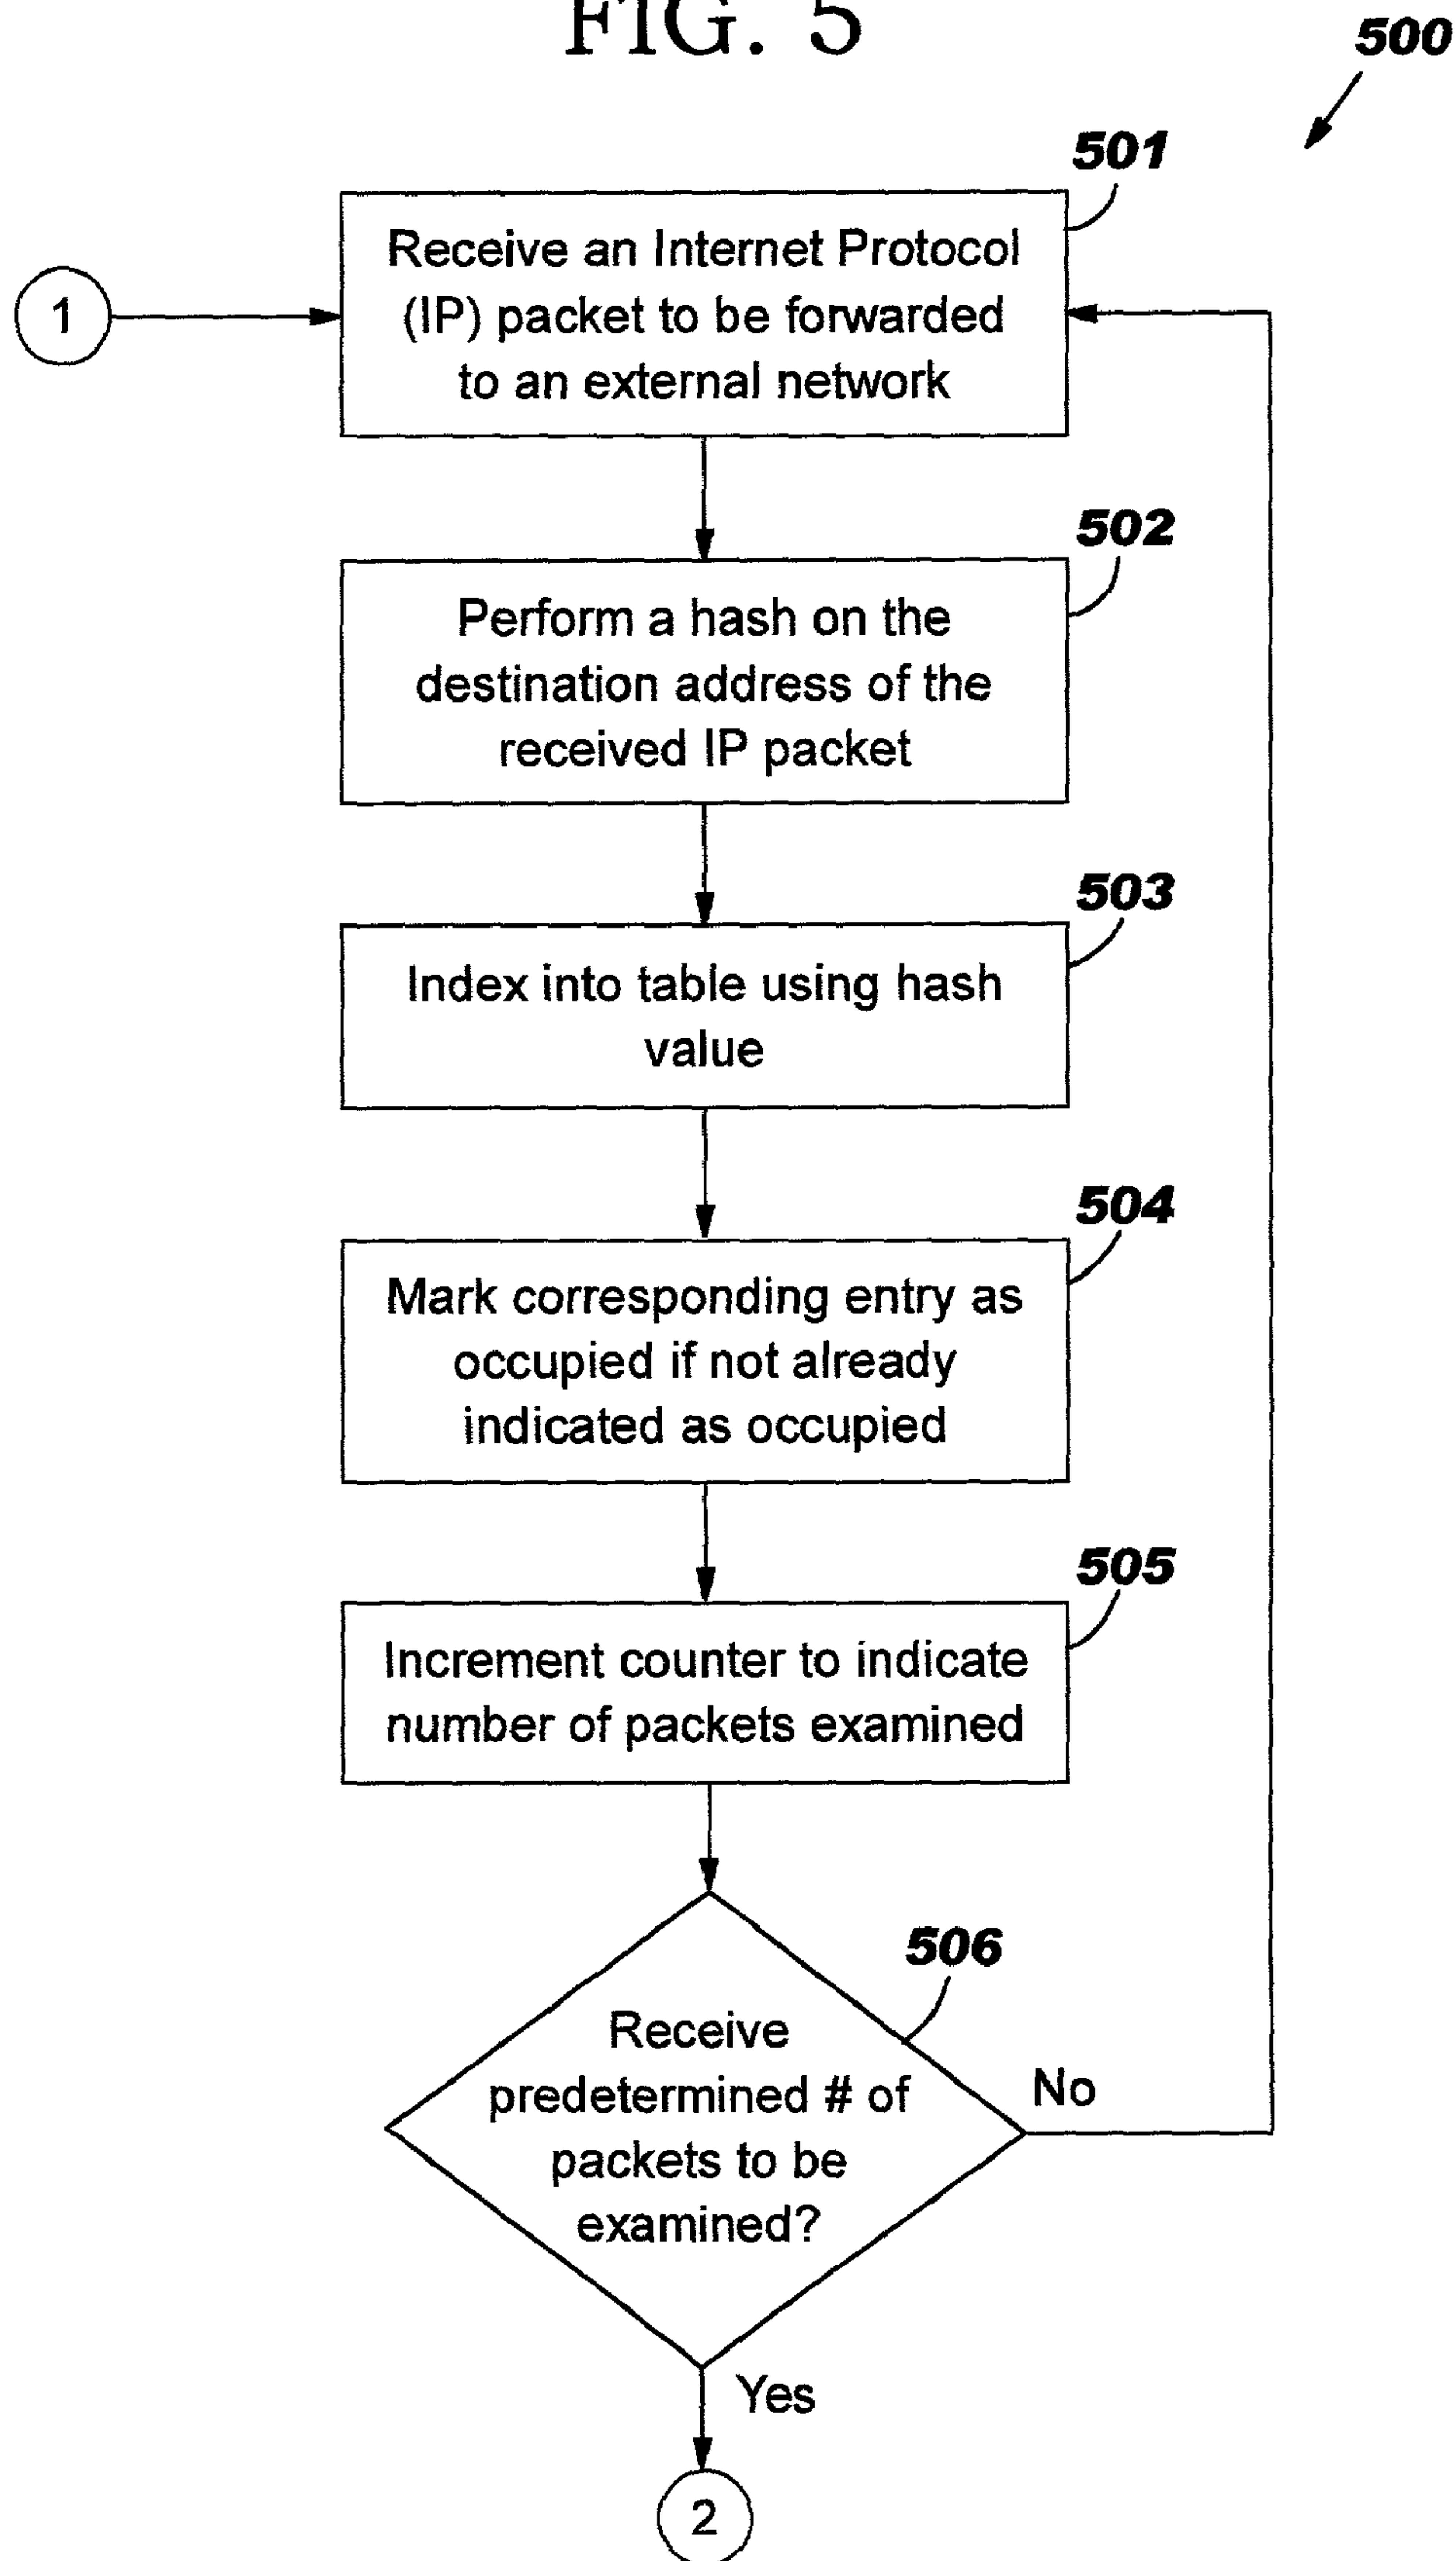 FIG. 5
500
501
Receive an Internet Protocol
(IP) packet to be forwarded
to an external network
1
502
Perform a hash on the
destination address of the
received IP packet
503
Index into table using hash
value
504
Mark corresponding entry as
occupied if not already
indicated as occupied
505
Increment counter to indicate
number of packets examined
506
Receive
predetermined # of
packets to be
examined?
No
Yes
2